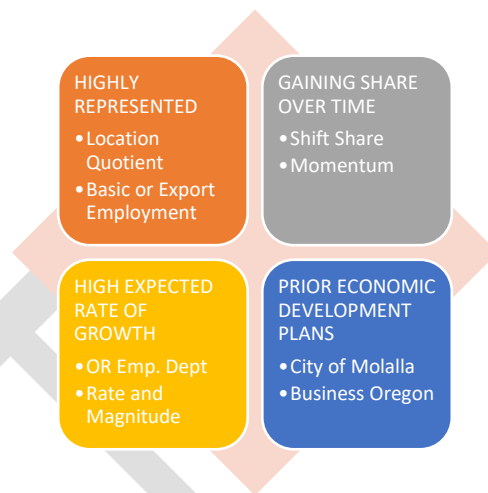 HIGHLY
REPRESENTED
•Location
Quotient
•Basic or Export
Employment
GAINING SHARE
OVER TIME
•Shift Share
•Momentum
HIGH EXPECTED
RATE OF
GROWTH
•OR Emp. Dept
•Rate and
Magnitude
PRIOR ECONOMIC
DEVELOPMENT
PLANS
•City of Molalla
•Business Oregon